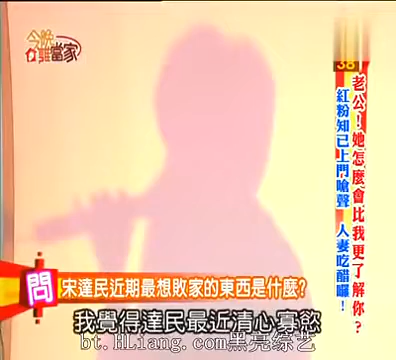 今晚
誰當家
38
老公！她怎麼會比我更了解你？
紅粉知已上門嗆聲 人妻吃醋囉！
問
宋達民近期最想敗家的東西是什麼?
我覺得達民最近清心寡慾
bt.HLiang.com黑亮综艺